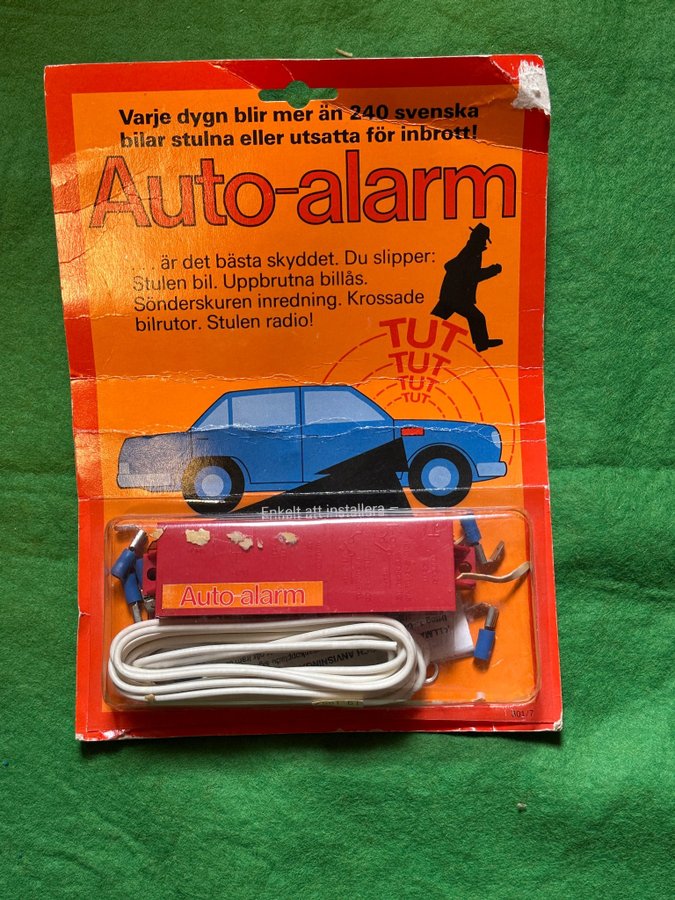 Varje dygn blir mer än 240 svenska
bilar stulna eller utsatta för inbrott!
Auto-alarm
... är det bästa skyddet. Du slipper:
Stulen bil. Uppbrutna billås.
Sönderskuren inredning. Krossade
bilrutor. Stulen radio!
TUT
TUT
TUT
TUT
Enkelt att installera –
Auto-alarm